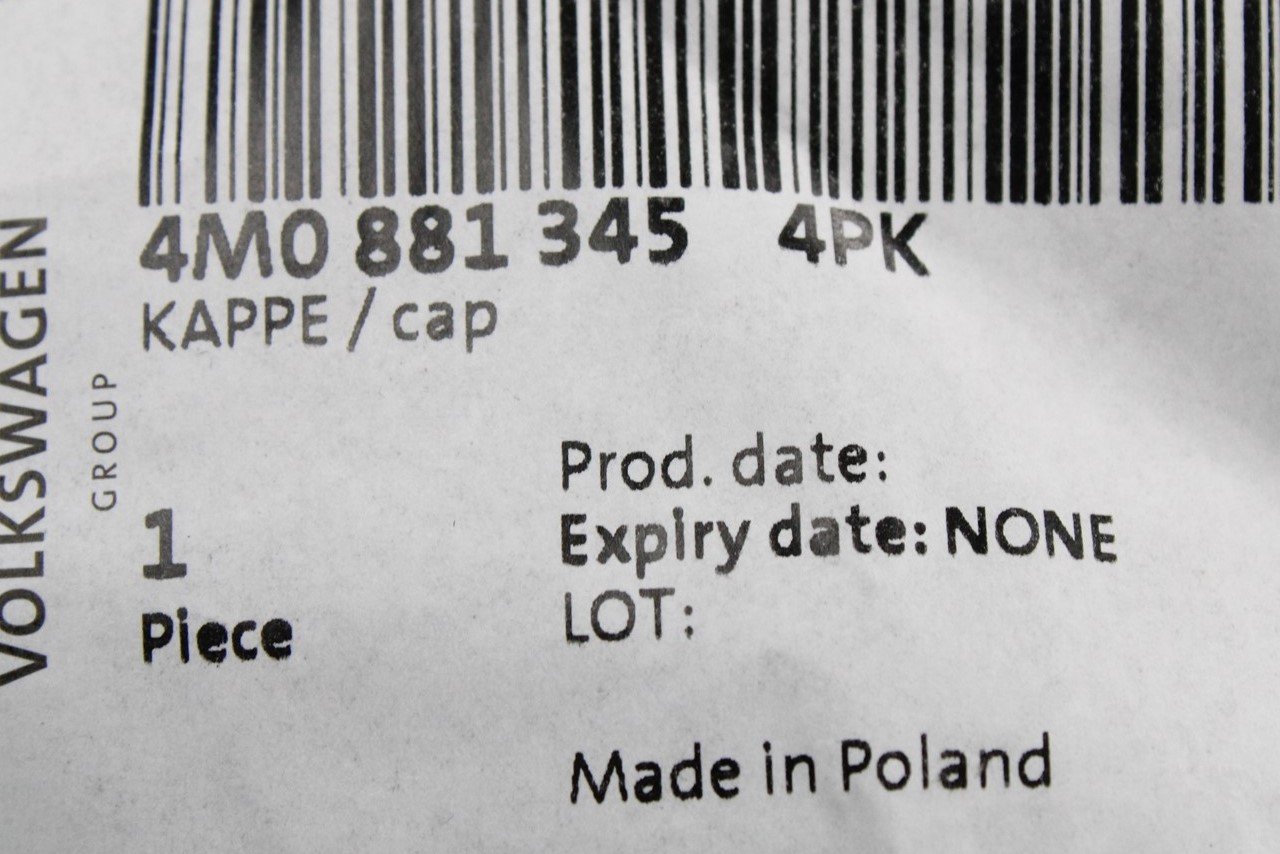 4M0 881 345 4PK
KAPPE / cap
VOLKSWAGEN
GROUP
1
Piece
Prod. date:
Expiry date: NONE
LOT:
Made in Poland